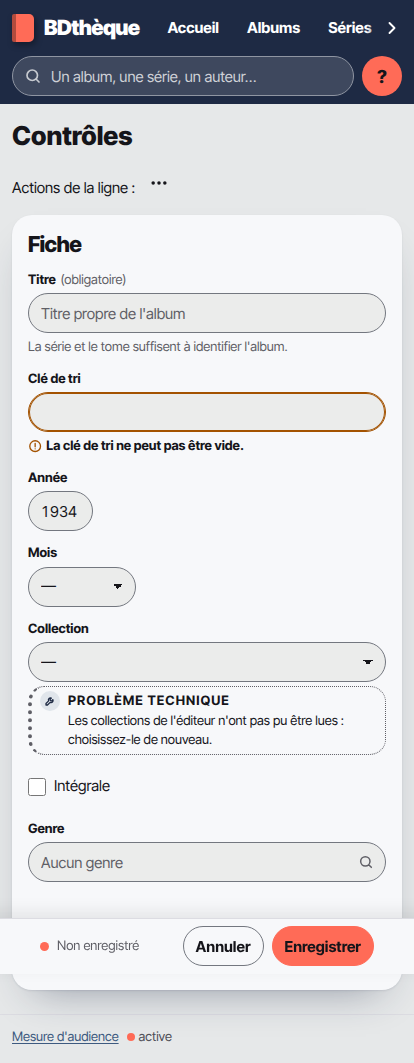 BDthèque Accueil Albums Séries
Un album, une série, un auteur... ?
Contrôles
Actions de la ligne : •••
Fiche
Titre (obligatoire)
Titre propre de l'album
La série et le tome suffisent à identifier l'album.
Clé de tri
La clé de tri ne peut pas être vide.
Année
1934
Mois
—
Collection
—
PROBLÈME TECHNIQUE
Les collections de l'éditeur n'ont pas pu être lues :
choisissez-le de nouveau.
Intégrale
Genre
Aucun genre
Non enregistré Annuler Enregistrer
Mesure d'audience active